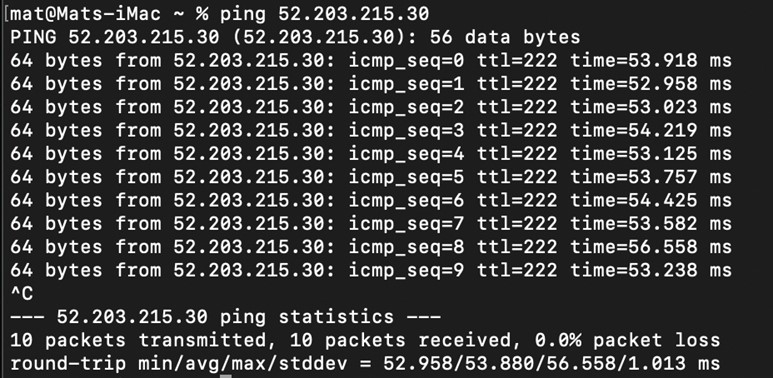 [mat@Mats-iMac ~ % ping 52.203.215.30
PING 52.203.215.30 (52.203.215.30): 56 data bytes
64 bytes from 52.203.215.30: icmp_seq=0 ttl=222 time=53.918 ms
64 bytes from 52.203.215.30: icmp_seq=1 ttl=222 time=52.958 ms
64 bytes from 52.203.215.30: icmp_seq=2 ttl=222 time=53.023 ms
64 bytes from 52.203.215.30: icmp_seq=3 ttl=222 time=54.219 ms
64 bytes from 52.203.215.30: icmp_seq=4 ttl=222 time=53.125 ms
64 bytes from 52.203.215.30: icmp_seq=5 ttl=222 time=53.757 ms
64 bytes from 52.203.215.30: icmp_seq=6 ttl=222 time=54.425 ms
64 bytes from 52.203.215.30: icmp_seq=7 ttl=222 time=53.582 ms
64 bytes from 52.203.215.30: icmp_seq=8 ttl=222 time=56.558 ms
64 bytes from 52.203.215.30: icmp_seq=9 ttl=222 time=53.238 ms
^C
--- 52.203.215.30 ping statistics ---
10 packets transmitted, 10 packets received, 0.0% packet loss
round-trip min/avg/max/stddev = 52.958/53.880/56.558/1.013 ms